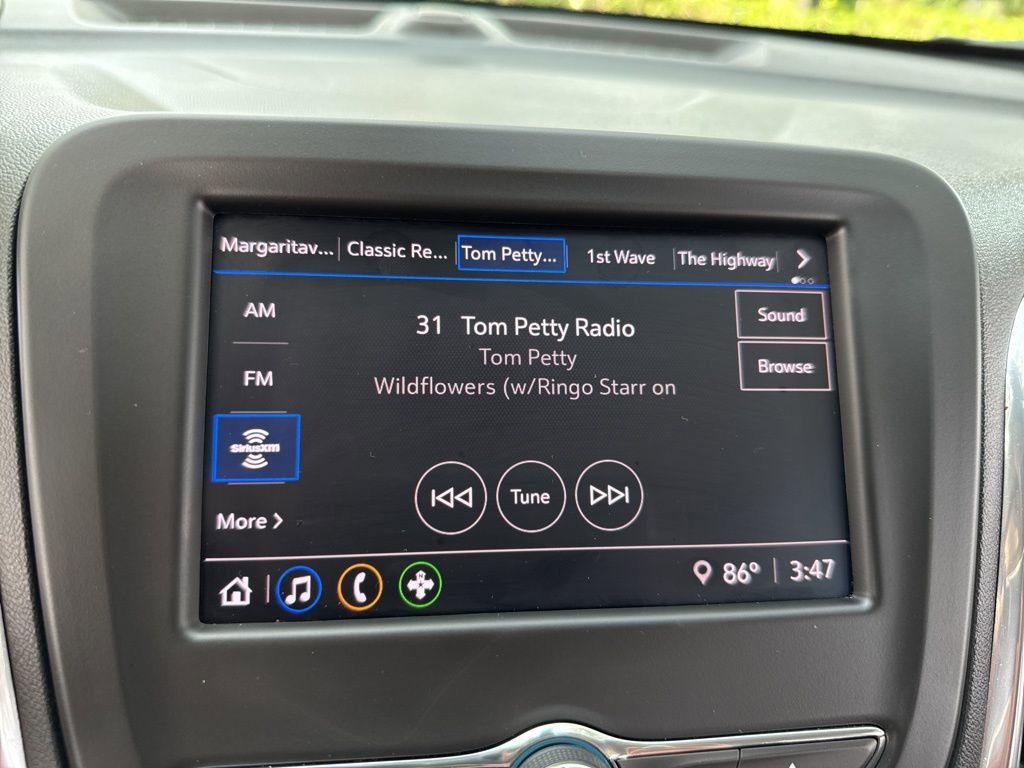 Margaritav... Classic Re... Tom Petty... 1st Wave The Highway
AM
FM
SiriusXM
More
31 Tom Petty Radio
Tom Petty
Wildflowers (w/Ringo Starr on
Tune
Sound
Browse
86° 3:47